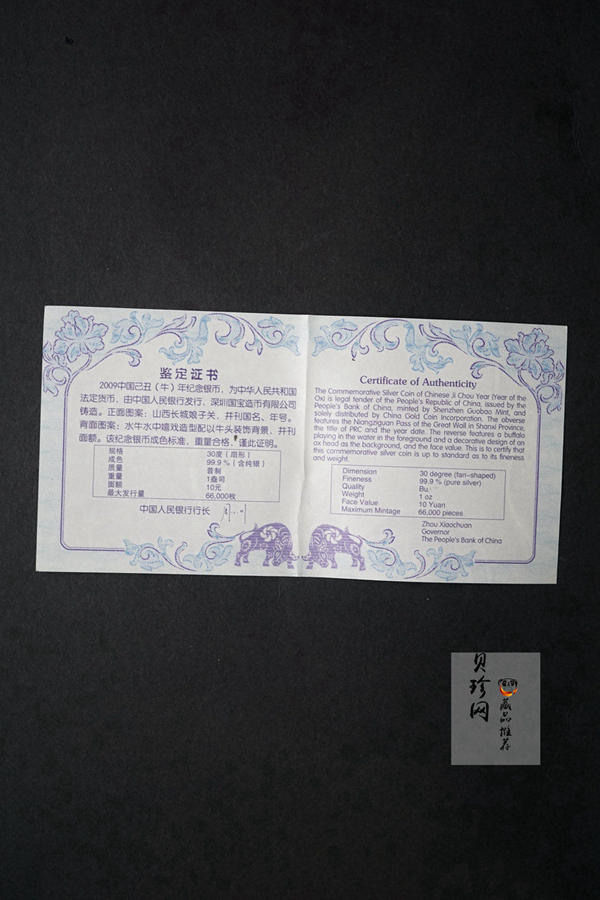 鉴定证书
2009中国己丑（牛）年纪念银币，为中华人民共和国
法定货币，由中国人民银行发行，深圳国宝造币有限公司
铸造。正面图案：山西长城娘子关，并刊国名、年号。
背面图案：水牛水中嬉戏造型配以牛头装饰背景，并刊
面额。该纪念银币成色标准，重量合格，谨此证明。
规格 30度（扇形）
成色 99.9％（含纯银）
质量 普制
重量 1盎司
面额 10元
最大发行量 66,000枚
中国人民银行行长
Certificate of Authenticity
The Commemorative Silver Coin of Chinese Ji Chou Year (Year of the
Ox) is legal tender of the People's Republic of China, issued by the
People's Bank of China, minted by Shenzhen Guobao Mint, and
solely distributed by China Gold Coin Incorporation. The obverse
features the Niangziguan Pass of the Great Wall in Shanxi Province,
the title of PRC and the year date. The reverse features a buffalo
playing in the water in the foreground and a decorative design of an
ox head as the background, and the face value. This is to certify that
this commemorative silver coin is up to standard as to its fineness
and weight.
Dimension 30 degree (fan-shaped)
Fineness 99.9 % (pure silver)
Quality Bu.
Weight 1 oz
Face Value 10 Yuan
Maximum Mintage 66,000 pieces
Zhou Xiaochuan
Governor
The People's Bank of China
贝珍网
藏品推荐